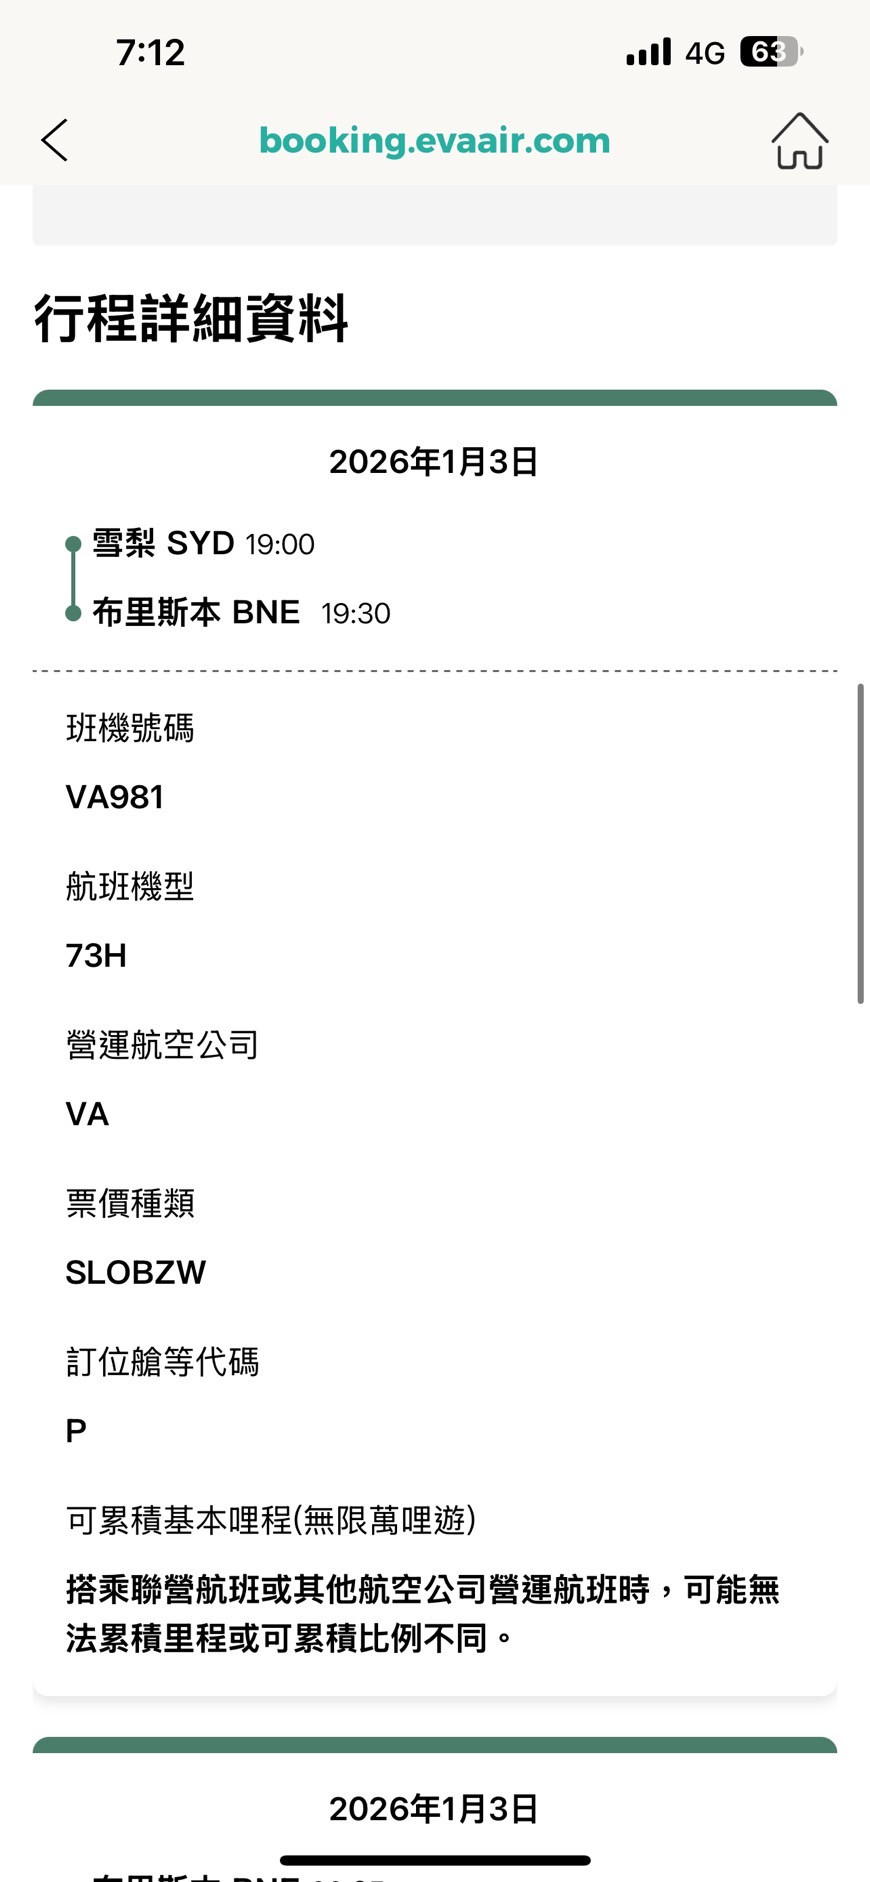 7:12
4G 63
booking.evaair.com
行程詳細資料
2026年1月3日
雪梨 SYD 19:00
布里斯本 BNE 19:30
班機號碼
VA981
航班機型
73H
營運航空公司
VA
票價種類
SLOBZW
訂位艙等代碼
P
可累積基本哩程(無限萬哩遊)
搭乘聯營航班或其他航空公司營運航班時，可能無
法累積里程或可累積比例不同。
2026年1月3日
布里斯本 BNE